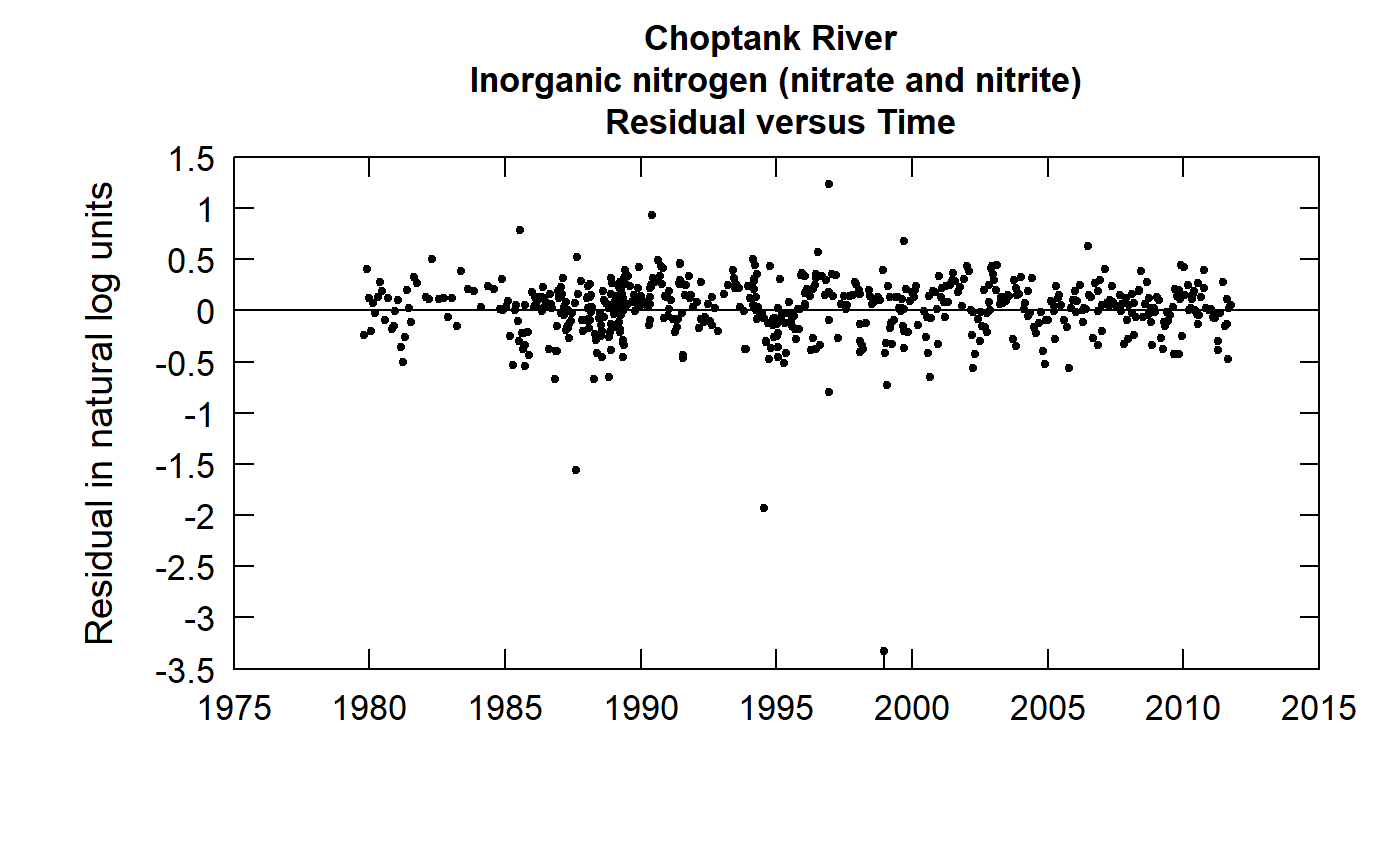 Choptank River
Inorganic nitrogen (nitrate and nitrite)
Residual versus Time
Residual in natural log units
1.5
1
0.5
0
-0.5
-1
-1.5
-2
-2.5
-3
-3.5
1975 1980 1985 1990 1995 2000 2005 2010 2015